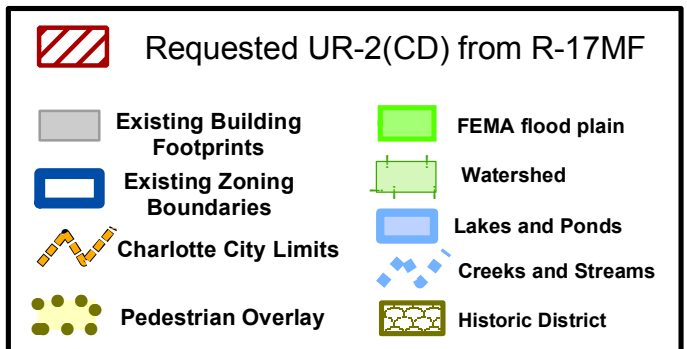 Requested UR-2(CD) from R-17MF
Existing Building
Footprints
Existing Zoning
Boundaries
Charlotte City Limits
Pedestrian Overlay
FEMA flood plain
Watershed
Lakes and Ponds
Creeks and Streams
Historic District